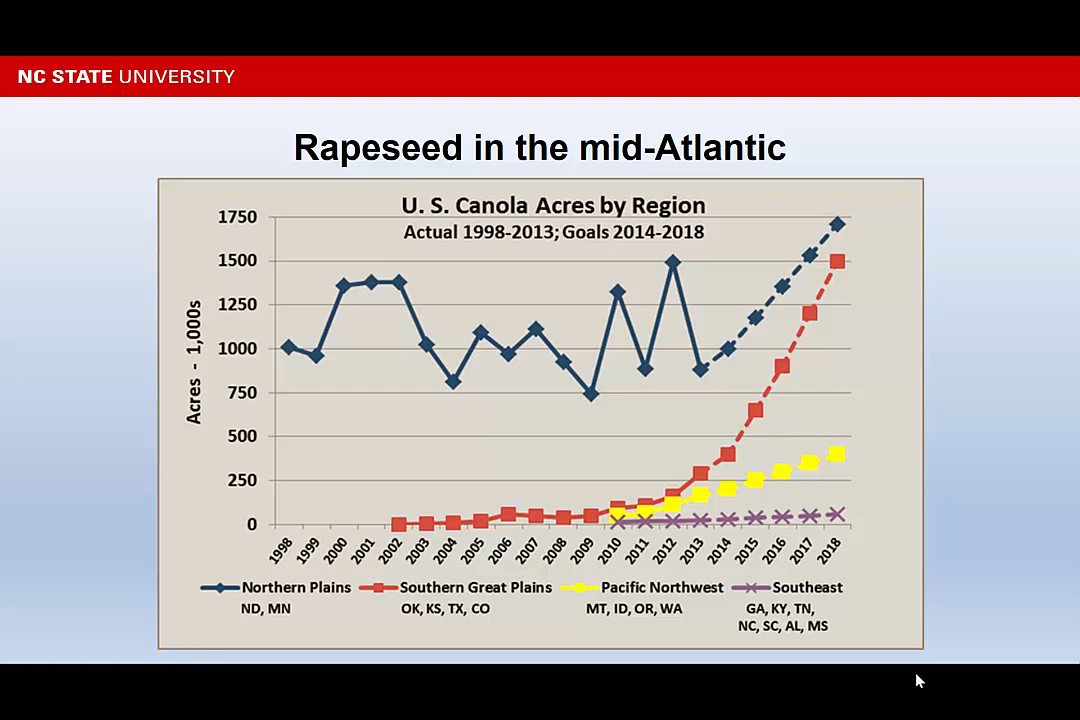 NC STATE UNIVERSITY
Rapeseed in the mid-Atlantic
U. S. Canola Acres by Region
Actual 1998-2013; Goals 2014-2018
Acres - 1,000s
1750
1500
1250
1000
750
500
250
0
1998 1999 2000 2001 2002 2003 2004 2005 2006 2007 2008 2009 2010 2011 2012 2013 2014 2015 2016 2017 2018
Northern Plains Southern Great Plains Pacific Northwest Southeast
ND, MN OK, KS, TX, CO MT, ID, OR, WA GA, KY, TN,
NC, SC, AL, MS